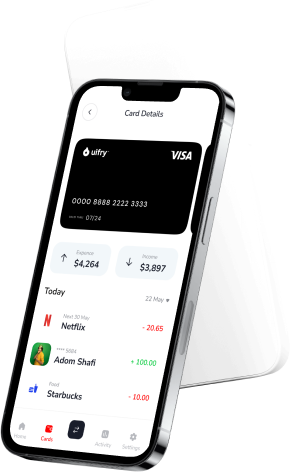 Card Details
uifry
VISA
0000 8888 2222 3333
07/24
Expense
$4,264
Income
$3,897
Today
22 May
Next 30 May
Netflix
- 20.65
**** 5684
Adom Shafi
+ 100.00
Food
Starbucks
- 10.00
Home
Cards
Activity
Settings